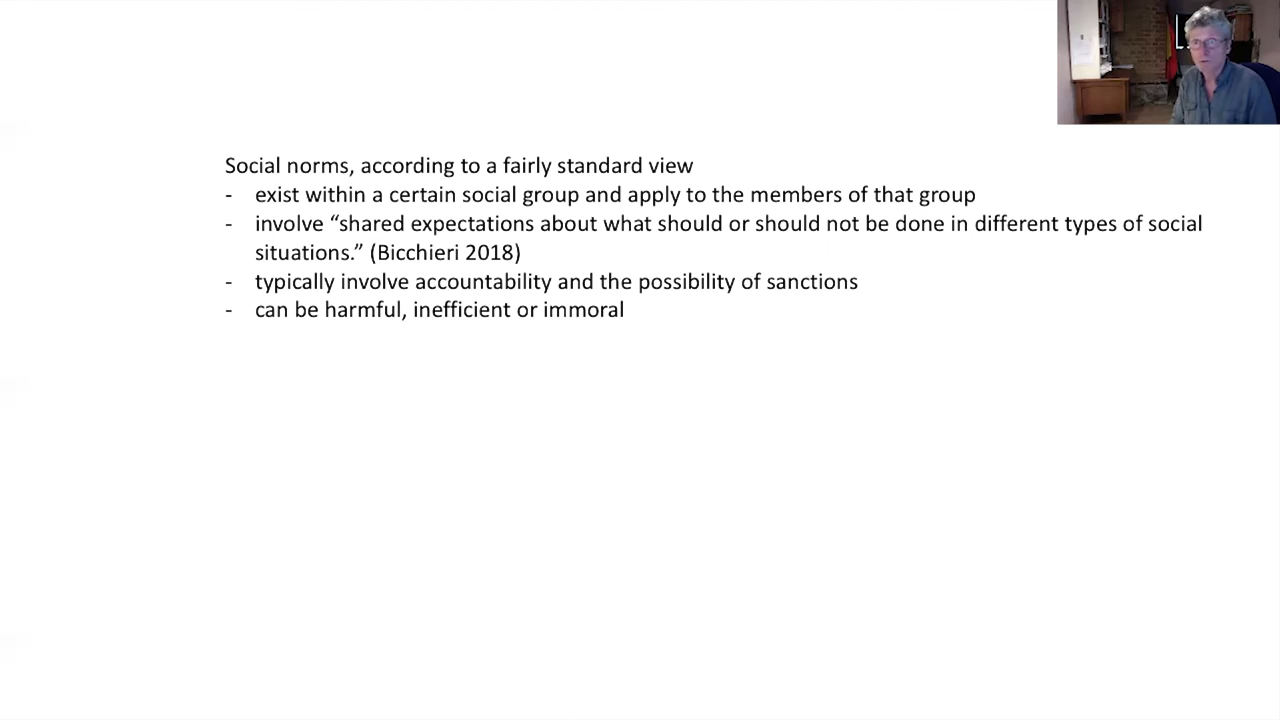 Social norms, according to a fairly standard view
- exist within a certain social group and apply to the members of that group
- involve “shared expectations about what should or should not be done in different types of social
situations.” (Bicchieri 2018)
- typically involve accountability and the possibility of sanctions
- can be harmful, inefficient or immoral